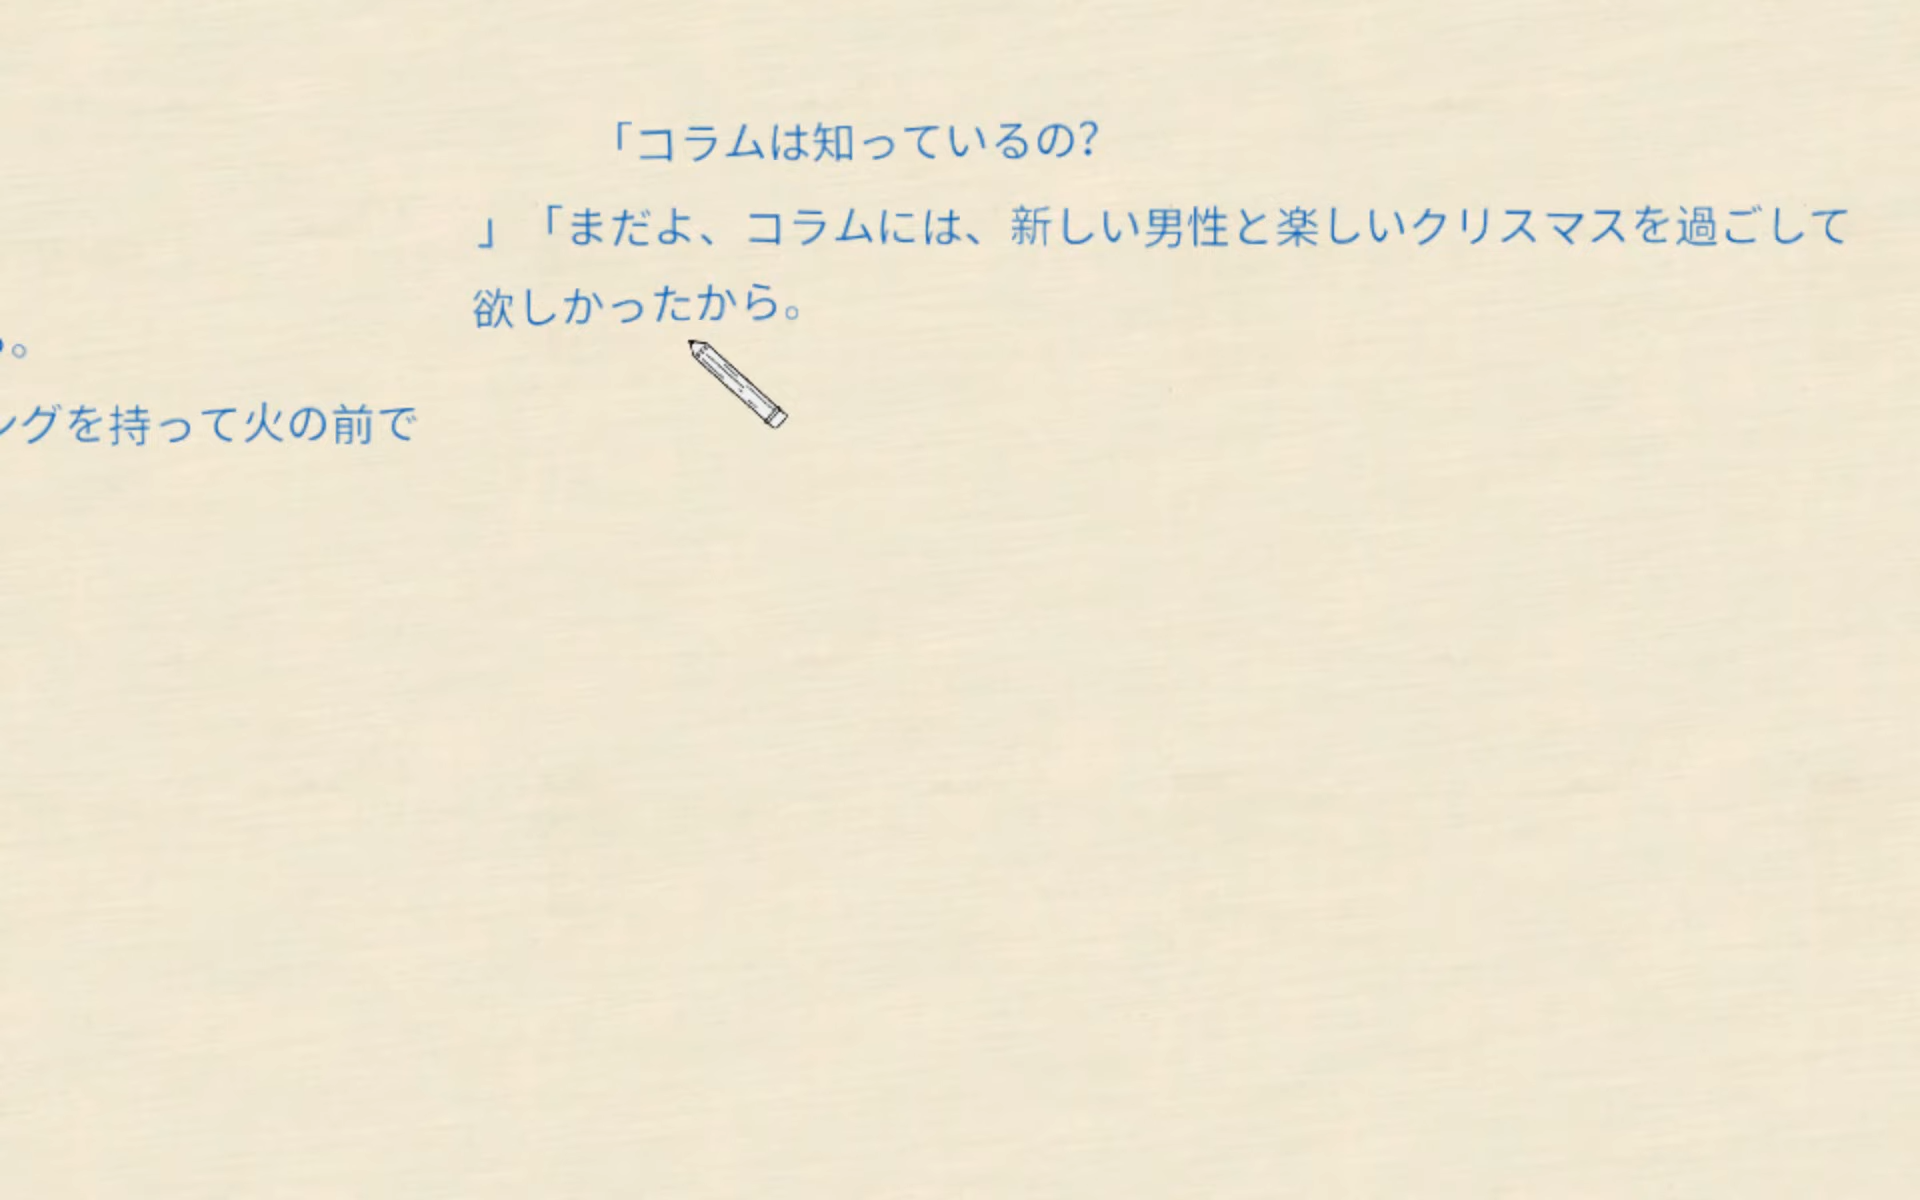 「コラムは知っているの?
」「まだよ、コラムには、新しい男性と楽しいクリスマスを過ごして
欲しかったから。
。
グを持って火の前で